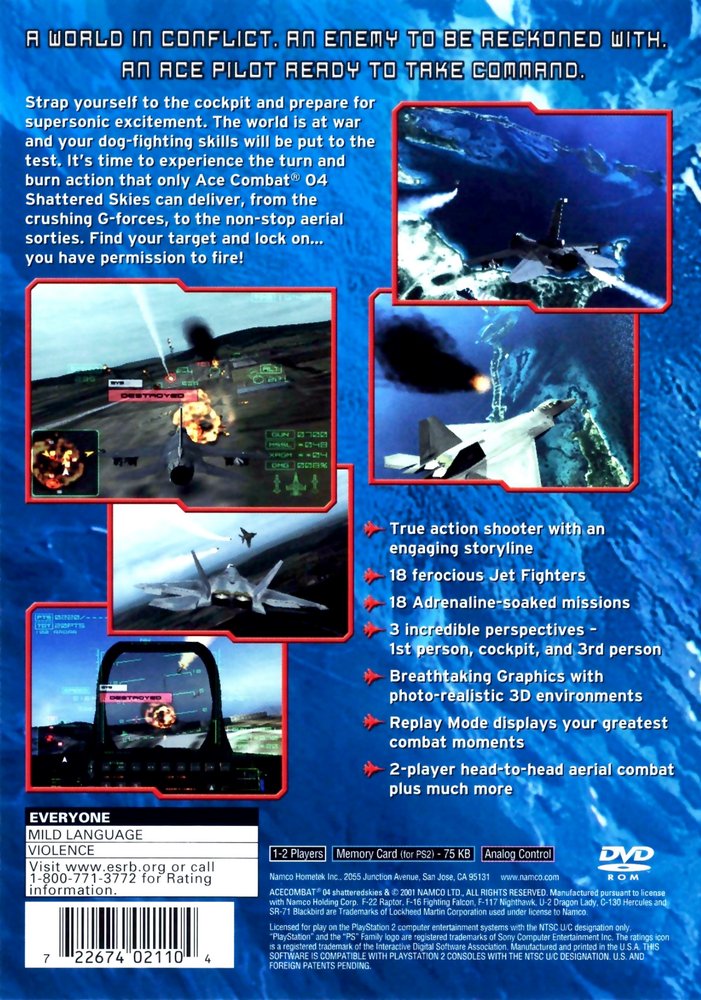 A WORLD IN CONFLICT. AN ENEMY TO BE RECKONED WITH.
AN ACE PILOT READY TO TAKE COMMAND.
Strap yourself to the cockpit and prepare for
supersonic excitement. The world is at war
and your dog-fighting skills will be put to the
test. It's time to experience the turn and
burn action that only Ace Combat® 04
Shattered Skies can deliver, from the
crushing G-forces, to the non-stop aerial
sorties. Find your target and lock on...
you have permission to fire!
ALT
DESTROYED
GUN 0700
MSSL **048
XAGM **04
DMG 008%
DESTROYED
True action shooter with an
engaging storyline
18 ferocious Jet Fighters
18 Adrenaline-soaked missions
3 incredible perspectives –
1st person, cockpit, and 3rd person
Breathtaking Graphics with
photo-realistic 3D environments
Replay Mode displays your greatest
combat moments
2-player head-to-head aerial combat
plus much more
EVERYONE
MILD LANGUAGE
VIOLENCE
Visit www.esrb.org or call
1-800-771-3772 for Rating
information.
7 22674 02110 4
1-2 Players Memory Card (for PS2) - 75 KB Analog Control
DVD
ROM
Namco Hometek Inc., 2055 Junction Avenue, San Jose, CA 95131 www.namco.com
ACECOMBAT® 04 shatteredskies & © 2001 NAMCO LTD., ALL RIGHTS RESERVED. Manufactured pursuant to license
with Namco Holding Corp. F-22 Raptor, F-16 Fighting Falcon, F-117 Nighthawk, U-2 Dragon Lady, C-130 Hercules and
SR-71 Blackbird are Trademarks of Lockheed Martin Corporation used under license to Namco.
Licensed for play on the PlayStation 2 computer entertainment systems with the NTSC U/C designation only.
"PlayStation" and the "PS" Family logo are registered trademarks of Sony Computer Entertainment Inc. The ratings icon
is a registered trademark of the Interactive Digital Software Association. Manufactured and printed in the U.S.A. THIS
SOFTWARE IS COMPATIBLE WITH PLAYSTATION 2 CONSOLES WITH THE NTSC U/C DESIGNATION. U.S. AND
FOREIGN PATENTS PENDING.